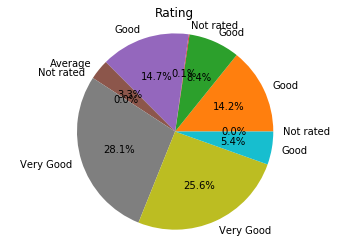 Rating
Good
Not rated
Good
Average
Not rated
14.7%
0.1%
8.4%
Good
3.3%
0.0%
14.2%
0.0%
Not rated
5.4%
Good
28.1%
Very Good
25.6%
Very Good